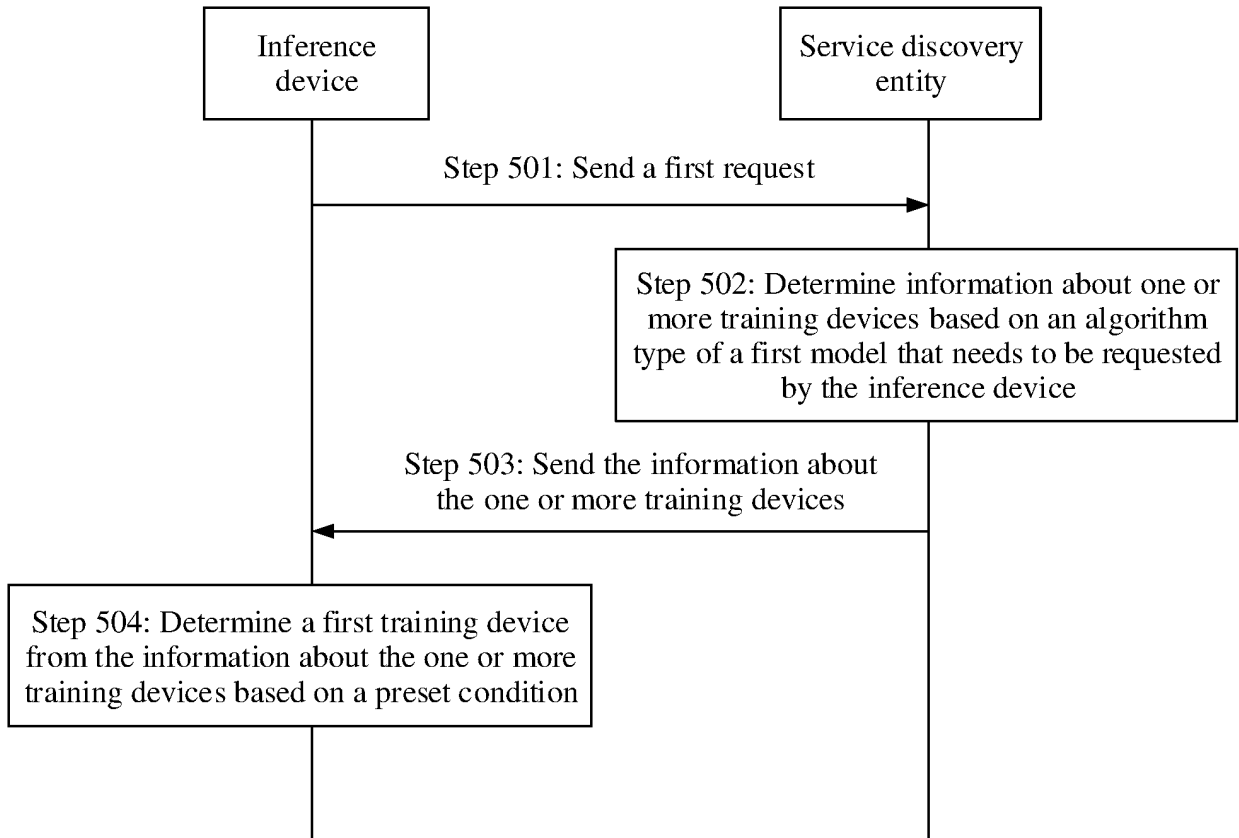 Inference
device
Service discovery
entity
Step 501: Send a first request
Step 502: Determine information about one or
more training devices based on an algorithm
type of a first model that needs to be requested
by the inference device
Step 503: Send the information about
the one or more training devices
Step 504: Determine a first training device
from the information about the one or more
training devices based on a preset condition